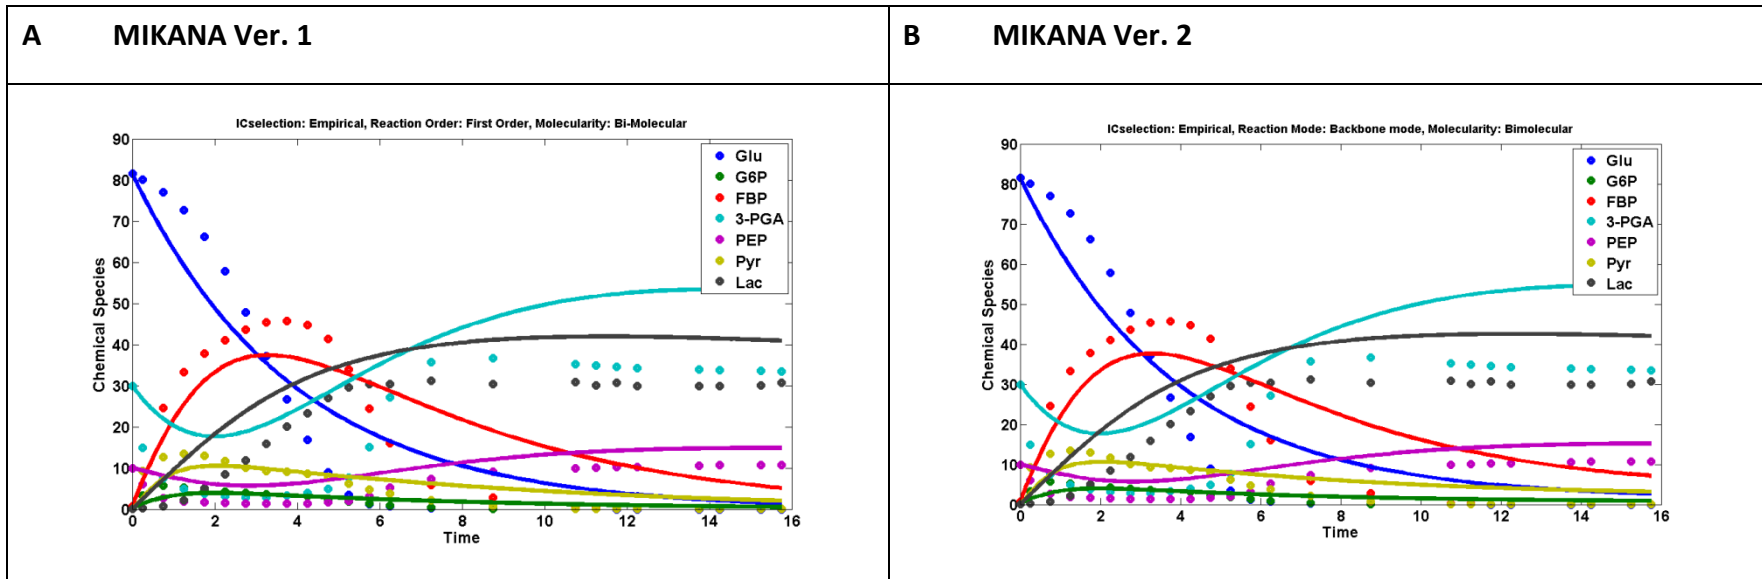 A MIKANA Ver. 1
B MIKANA Ver. 2
ICselection: Empirical, Reaction Order: First Order, Molecularity: Bi-Molecular
90
80
70
60
50
40
30
20
10
0
Chemical Species
0 2 4 6 8 10 12 14 16
Time
Glu
G6P
FBP
3-PGA
PEP
Pyr
Lac
ICselection: Empirical, Reaction Mode: Backbone mode, Molecularity: Bimolecular
90
80
70
60
50
40
30
20
10
0
Chemical Species
0 2 4 6 8 10 12 14 16
Time
Glu
G6P
FBP
3-PGA
PEP
Pyr
Lac